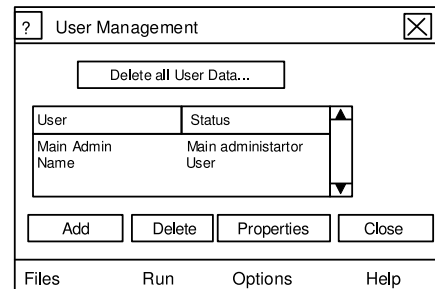 ? User Management
Delete all User Data...
User Status
Main Admin Main administartor
Name User
Add Delete Properties Close
Files Run Options Help